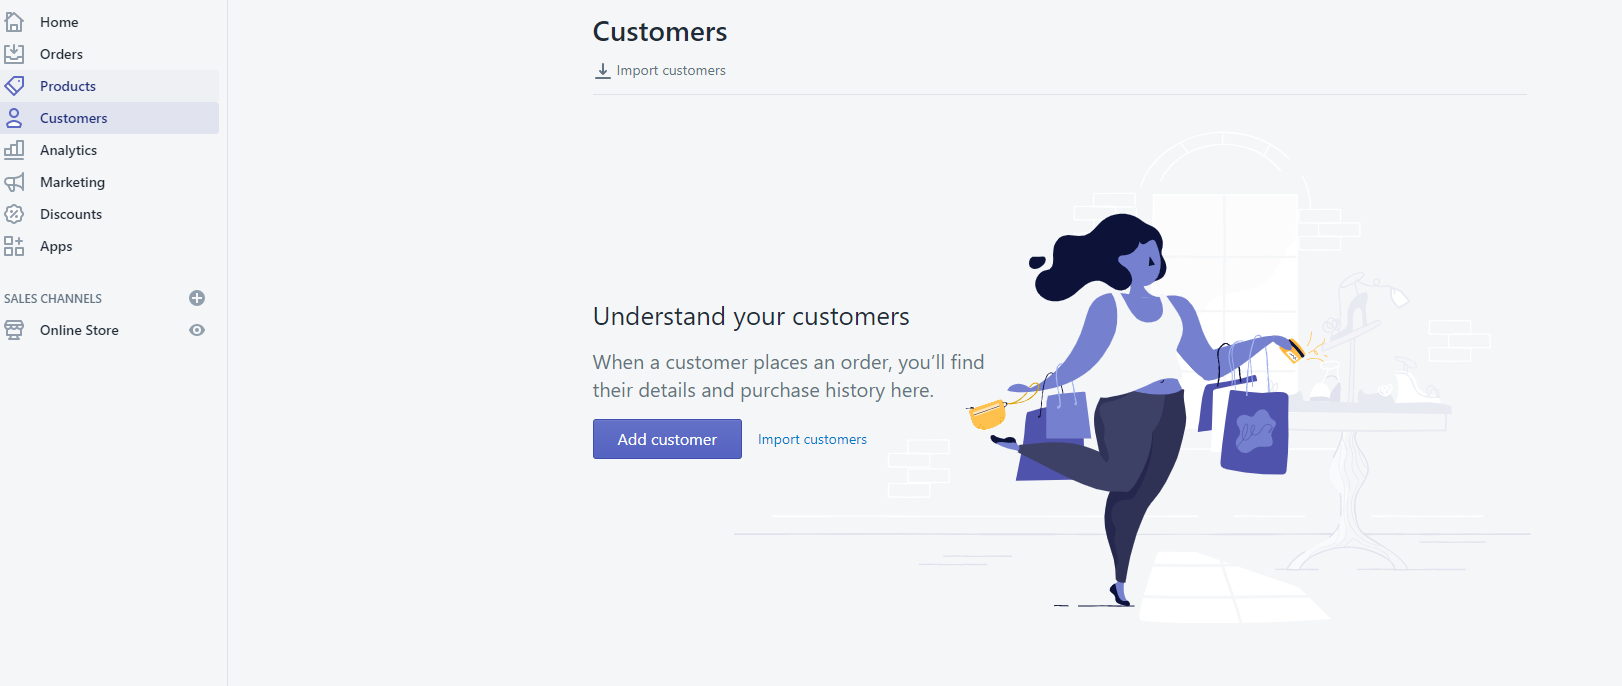 Home
Orders
Products
Customers
Analytics
Marketing
Discounts
Apps
SALES CHANNELS
Online Store
Customers
Import customers
Understand your customers
When a customer places an order, you’ll find
their details and purchase history here.
Add customer
Import customers